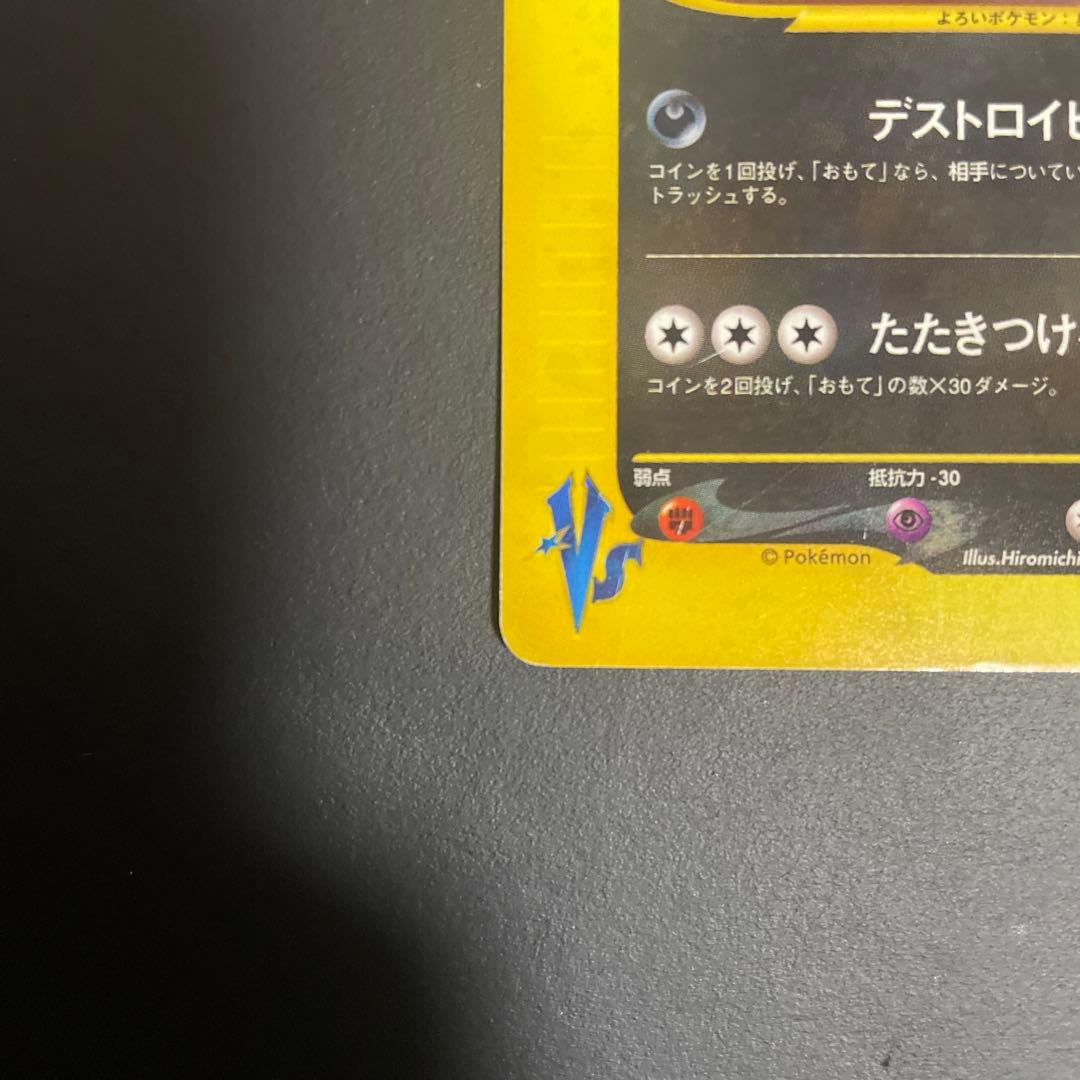 よろいポケモン：
デストロイ
コインを1回投げ、「おもて」なら、相手についてい
トラッシュする。
たたきつけ
コインを2回投げ、「おもて」の数×30ダメージ。
弱点
抵抗力 -30
VS
© Pokémon
Illus.Hiromichi